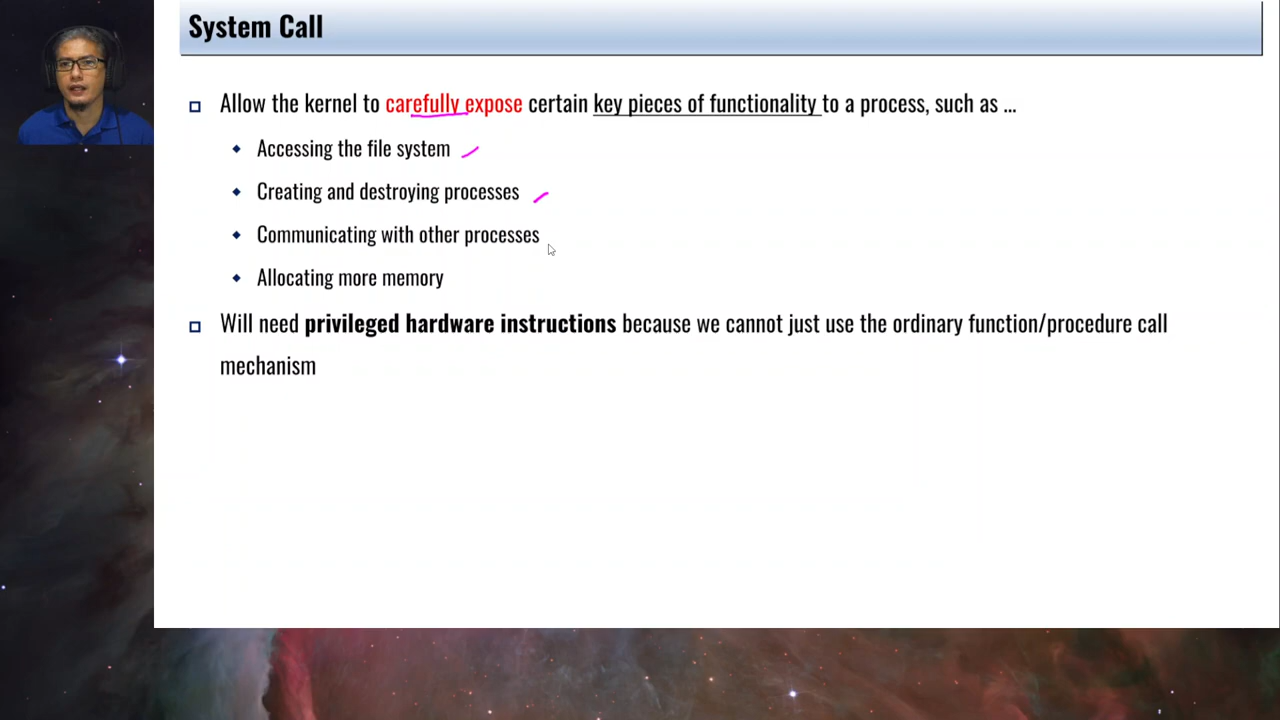 System Call
Allow the kernel to carefully expose certain key pieces of functionality to a process, such as ...
Accessing the file system
Creating and destroying processes
Communicating with other processes
Allocating more memory
Will need privileged hardware instructions because we cannot just use the ordinary function/procedure call
mechanism